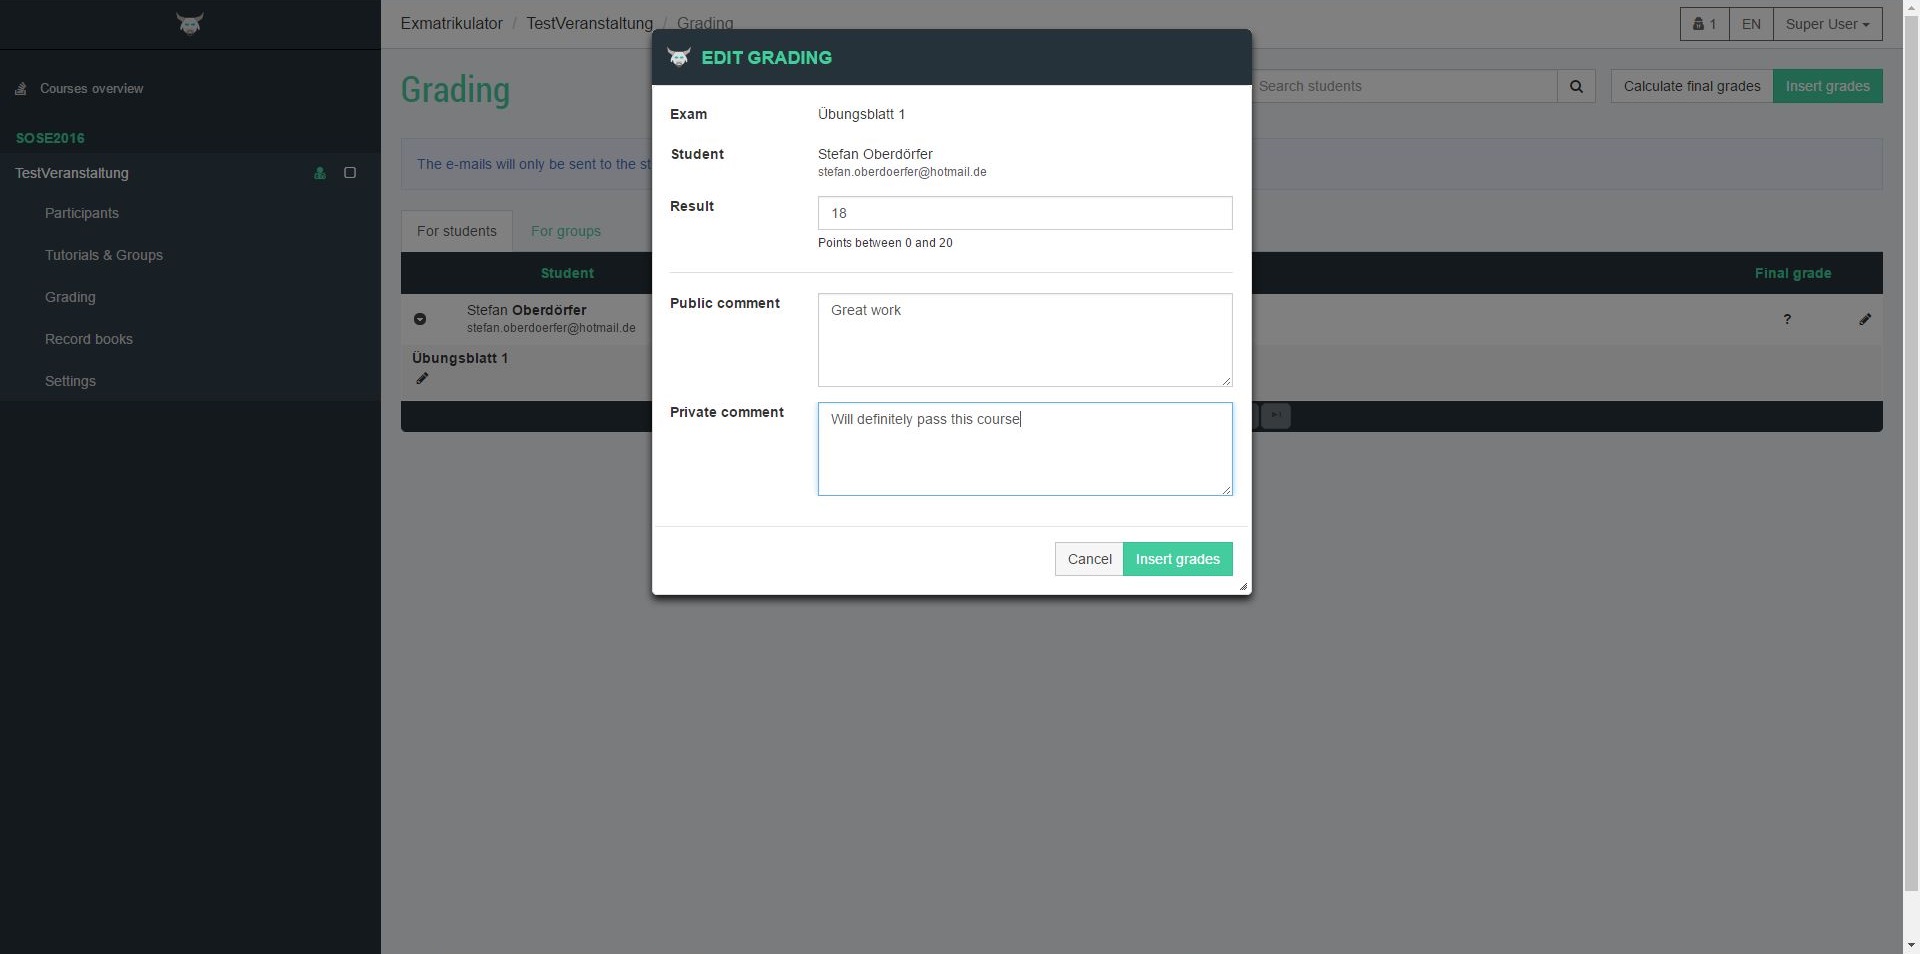 Exmatrikulator / TestVeranstaltung / Grading
1 EN Super User
Courses overview
SOSE2016
TestVeranstaltung
Participants
Tutorials & Groups
Grading
Record books
Settings
Grading
Search students
Calculate final grades Insert grades
The e-mails will only be sent to the st
For students For groups
Student Final grade
Stefan Oberdörfer ?
stefan.oberdoerfer@hotmail.de
Übungsblatt 1
EDIT GRADING
Exam Übungsblatt 1
Student Stefan Oberdörfer
stefan.oberdoerfer@hotmail.de
Result 18
Points between 0 and 20
Public comment Great work
Private comment Will definitely pass this course
Cancel Insert grades